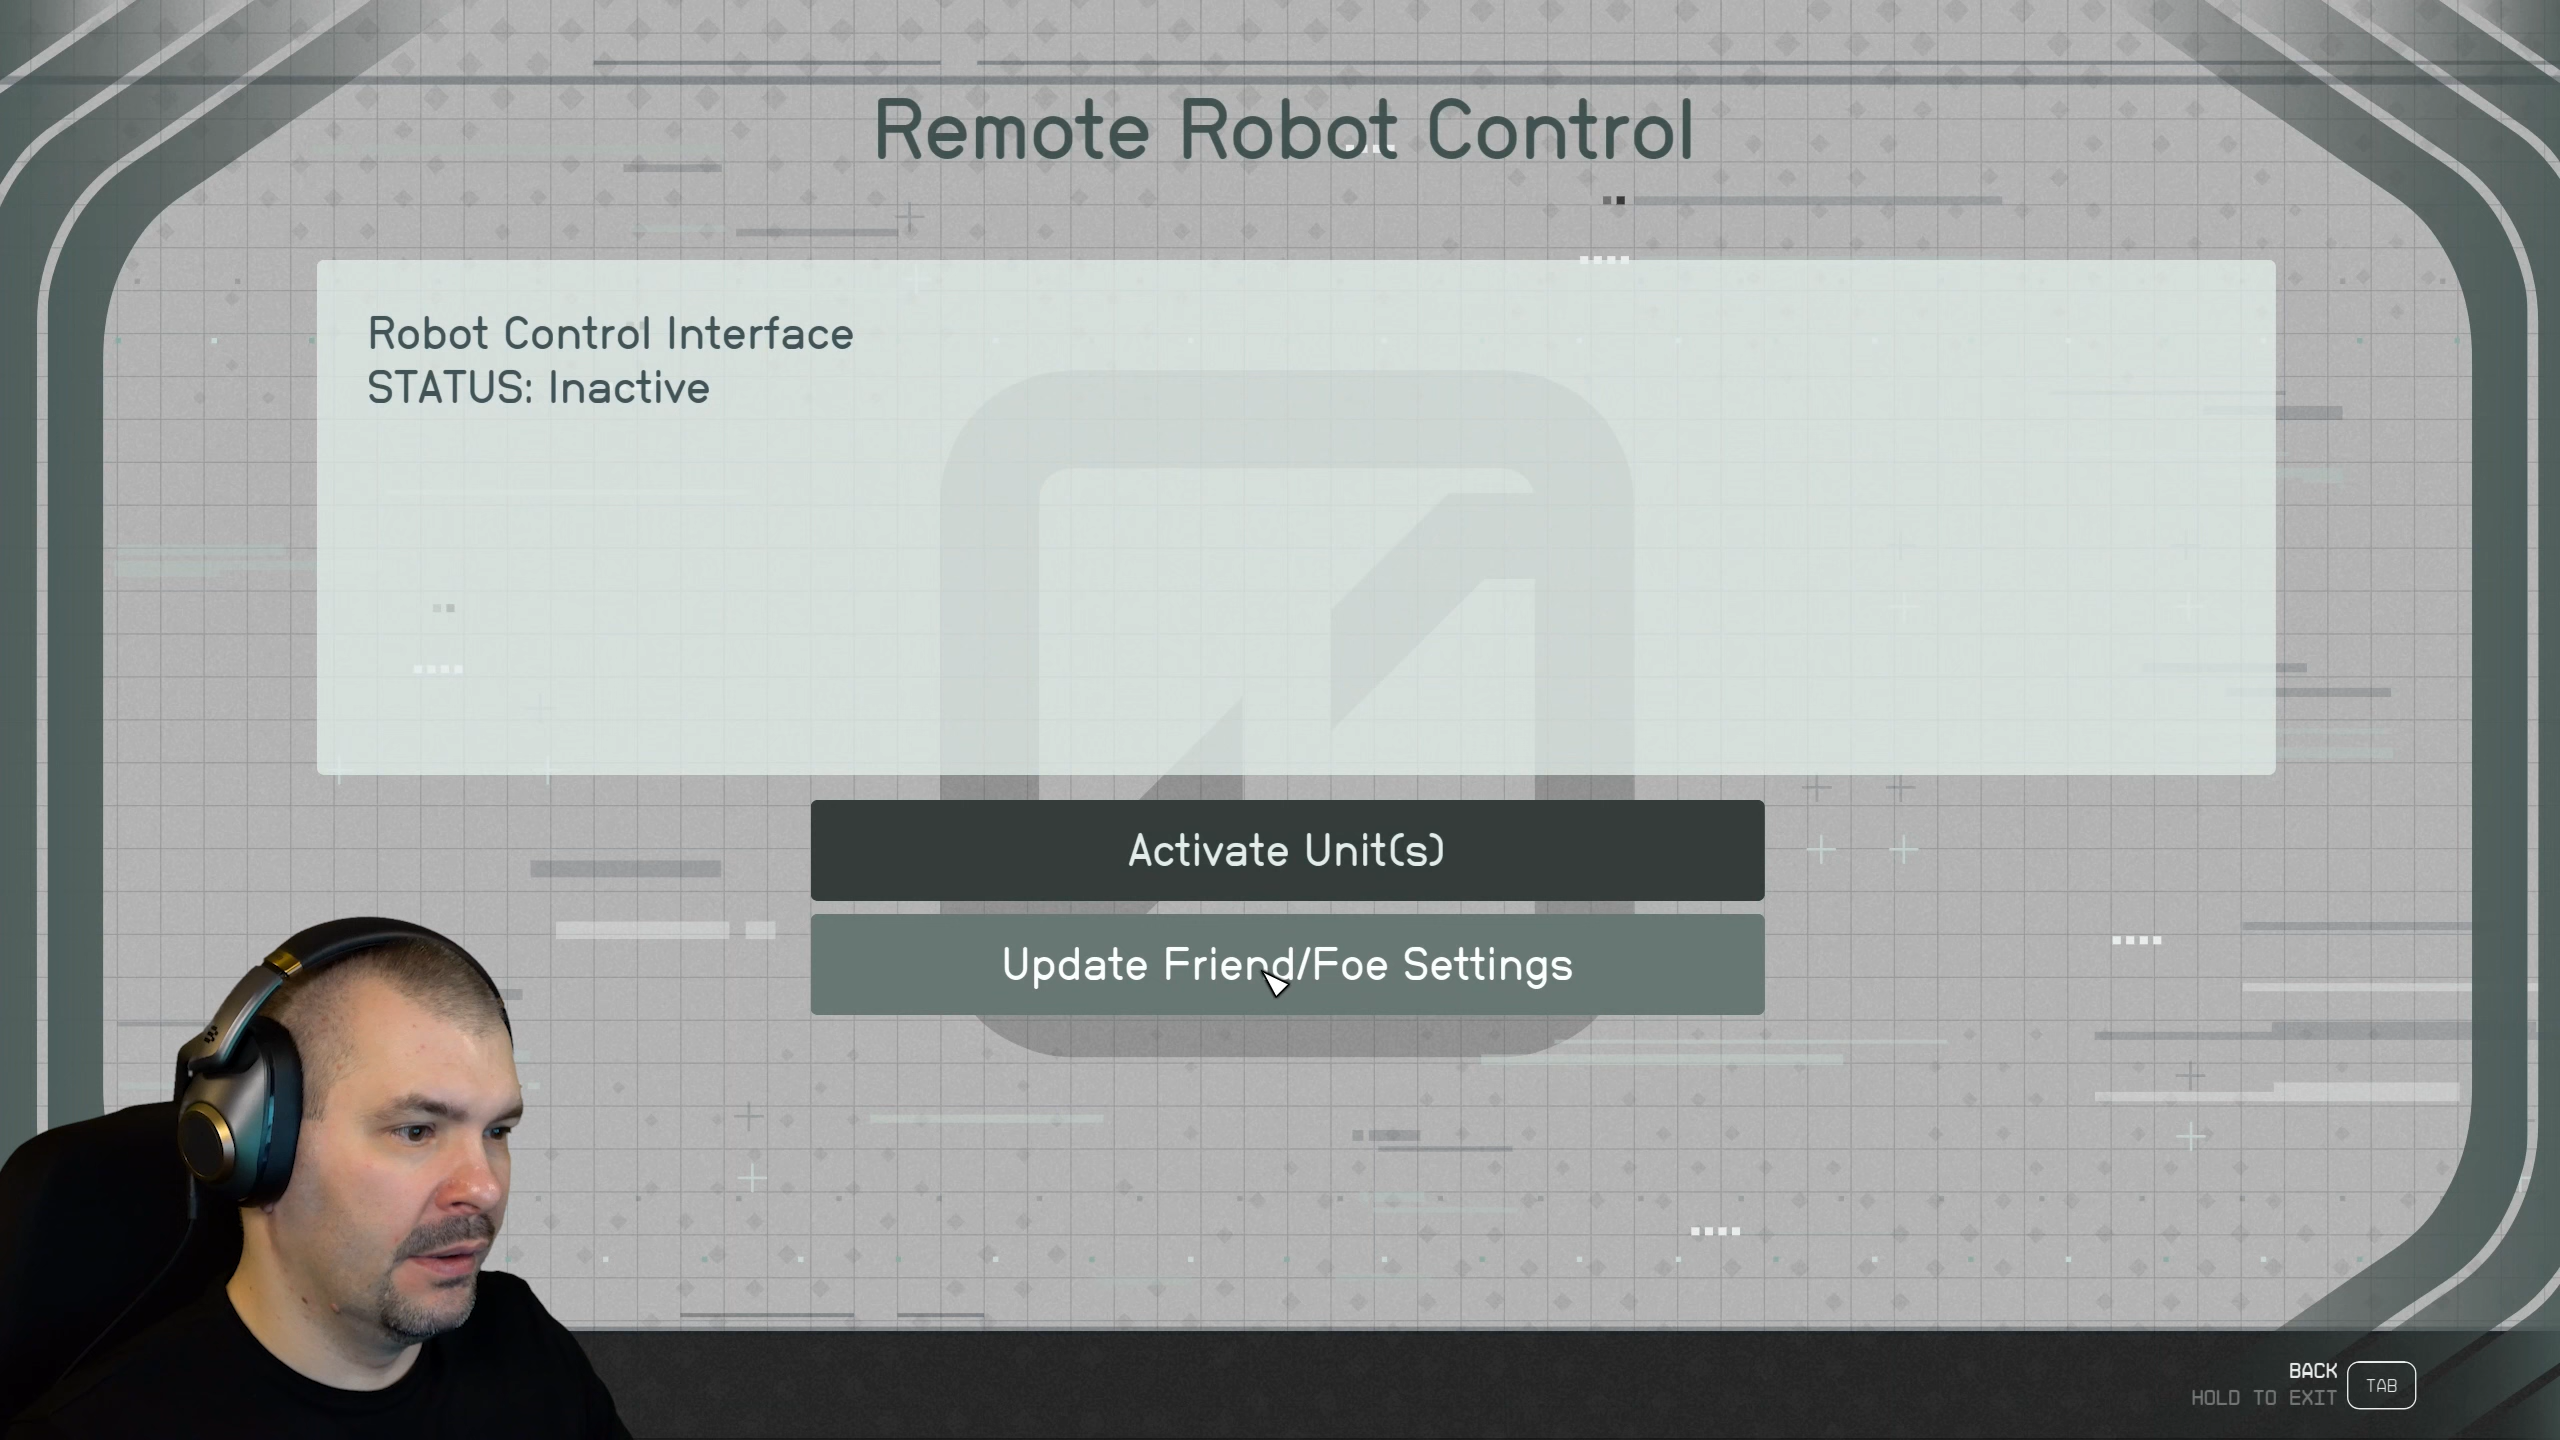 Remote Robot Control
Robot Control Interface
STATUS: Inactive
Activate Unit(s)
Update Friend/Foe Settings
BACK
HOLD TO EXIT
TAB